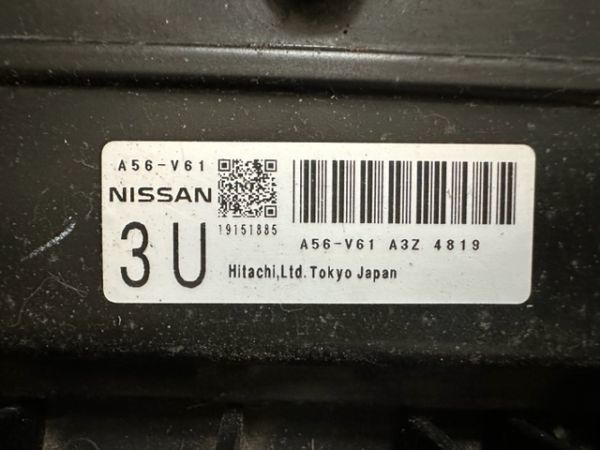 A56-V61
NISSAN
3U
19151885
A56-V61 A3Z 4819
Hitachi,Ltd.Tokyo Japan